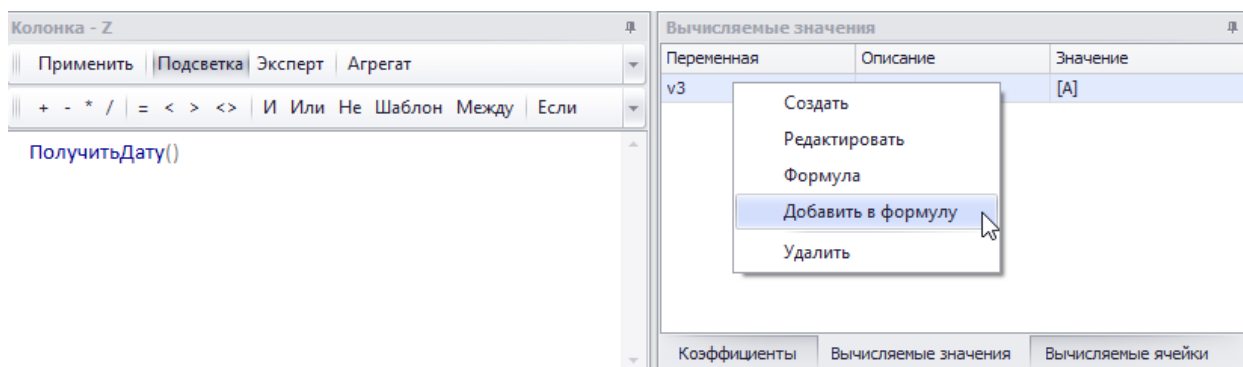 Колонка - Z
Применить Подсветка Эксперт Агрегат
+ - * / = < > <> И Или Не Шаблон Между Если
ПолучитьДату()
Вычисляемые значения
Переменная Описание Значение
v3 [A]
Создать
Редактировать
Формула
Добавить в формулу
Удалить
Коэффициенты Вычисляемые значения Вычисляемые ячейки